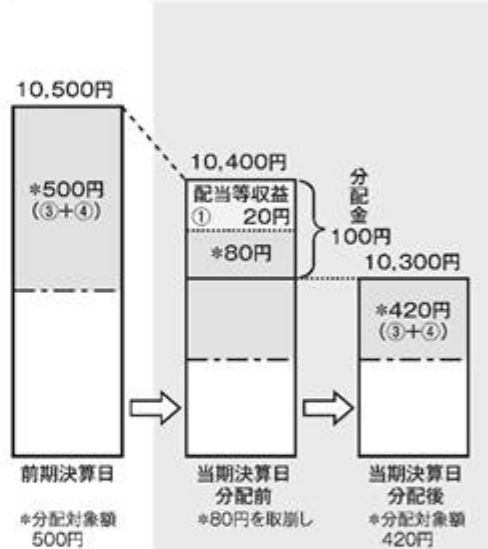 10,500円
*500円
(③+④)
前期決算日
*分配対象額
500円
10,400円
配当等収益
① 20円
*80円
分配金
100円
当期決算日
分配前
*80円を取崩し
10,300円
*420円
(③+④)
当期決算日
分配後
*分配対象額
420円